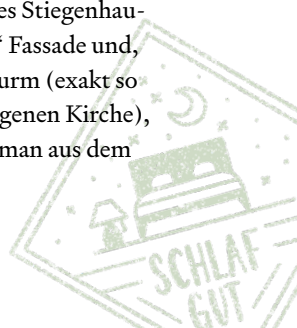 es Stiegenhau-
“ Fassade und,
urm (exakt so
genen Kirche),
man aus dem
SCHLAF
GUT